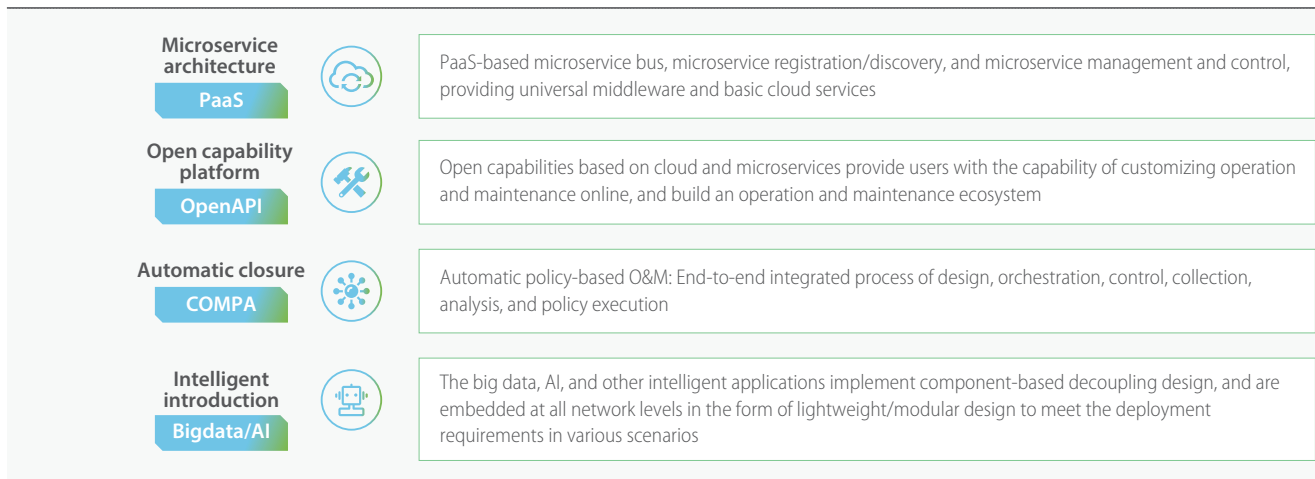 Microservice
architecture
PaaS
PaaS-based microservice bus, microservice registration/discovery, and microservice management and control,
providing universal middleware and basic cloud services
Open capability
platform
OpenAPI
Open capabilities based on cloud and microservices provide users with the capability of customizing operation
and maintenance online, and build an operation and maintenance ecosystem
Automatic closure
COMPA
Automatic policy-based O&M: End-to-end integrated process of design, orchestration, control, collection,
analysis, and policy execution
Intelligent
introduction
Bigdata/AI
The big data, AI, and other intelligent applications implement component-based decoupling design, and are
embedded at all network levels in the form of lightweight/modular design to meet the deployment
requirements in various scenarios